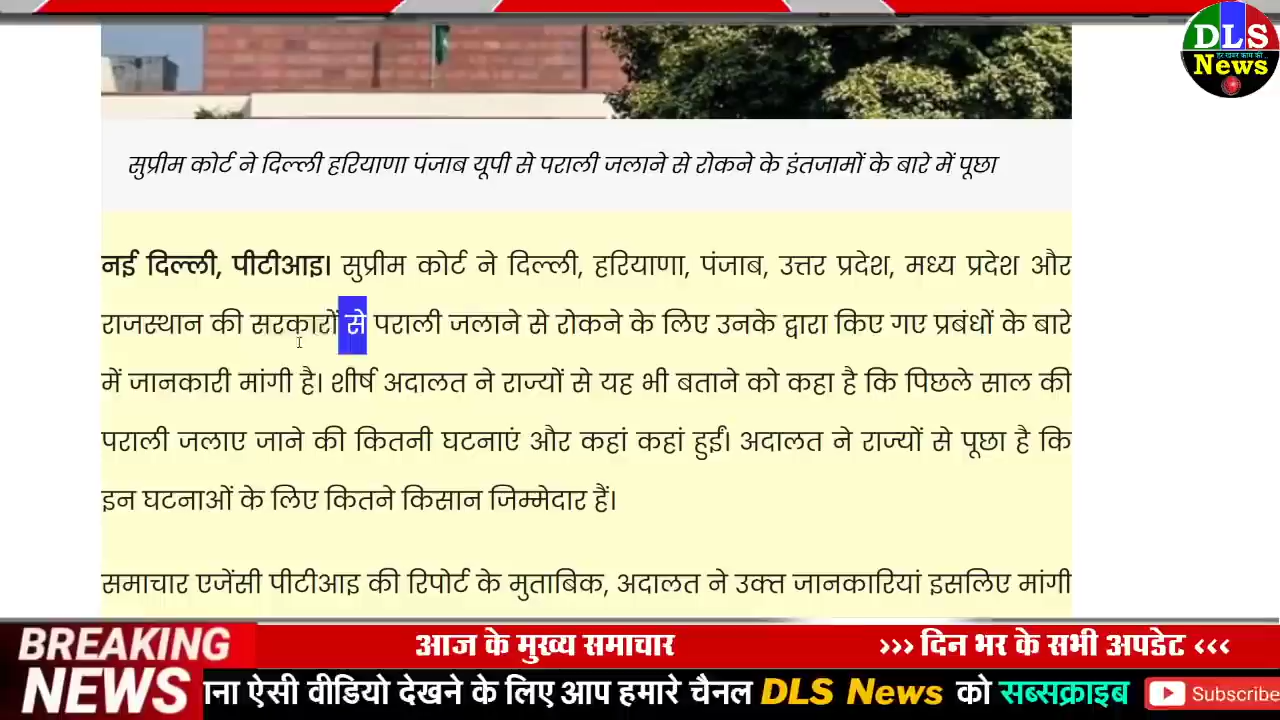 DLS
News
सुप्रीम कोर्ट ने दिल्ली हरियाणा पंजाब यूपी से पराली जलाने से रोकने के इंतजामों के बारे में पूछा
नई दिल्ली, पीटीआइ। सुप्रीम कोर्ट ने दिल्ली, हरियाणा, पंजाब, उत्तर प्रदेश, मध्य प्रदेश और
राजस्थान की सरकारों से पराली जलाने से रोकने के लिए उनके द्वारा किए गए प्रबंधों के बारे
में जानकारी मांगी है। शीर्ष अदालत ने राज्यों से यह भी बताने को कहा है कि पिछले साल की
पराली जलाए जाने की कितनी घटनाएं और कहां कहां हुईं। अदालत ने राज्यों से पूछा है कि
इन घटनाओं के लिए कितने किसान जिम्मेदार हैं।
समाचार एजेंसी पीटीआइ की रिपोर्ट के मुताबिक, अदालत ने उक्त जानकारियां इसलिए मांगी
BREAKING
NEWS
आज के मुख्य समाचार
>>> दिन भर के सभी अपडेट <<<
ना ऐसी वीडियो देखने के लिए आप हमारे चैनल DLS News को सब्सक्राइब
Subscribe